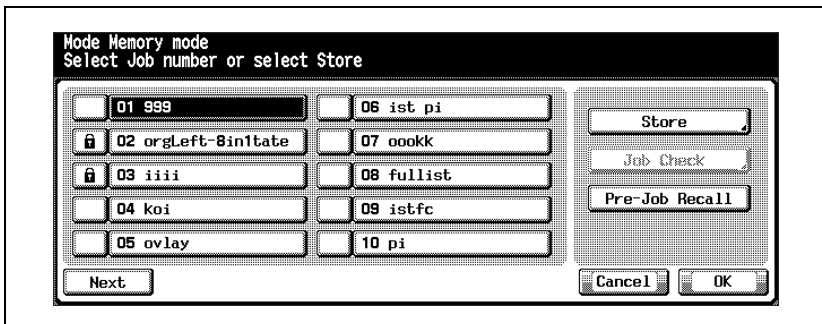 Mode Memory mode
Select Job number or select Store
01 999
02 orgLeft-8in1tate
03 iiii
04 koi
05 ovlay
06 ist pi
07 oookk
08 fullist
09 istfc
10 pi
Store
Job Check
Pre-Job Recall
Next
Cancel
OK